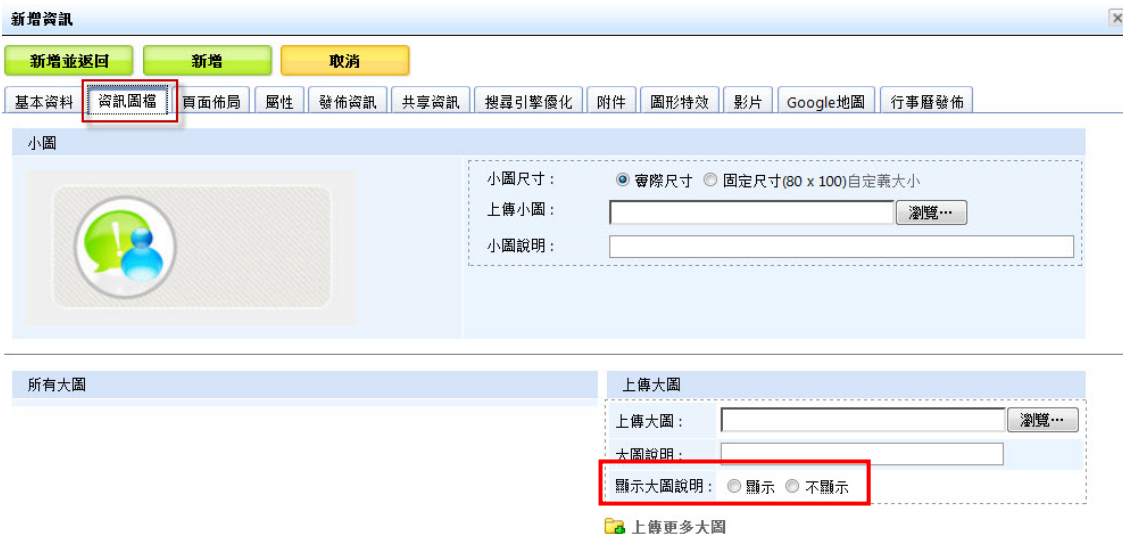 新增資訊
新增並返回 新增 取消
基本資料 資訊圖檔 頁面佈局 屬性 發佈資訊 共享資訊 搜尋引擎優化 附件 圖形特效 影片 Google地圖 行事曆發佈
小圖
小圖尺寸： 實際尺寸 固定尺寸(80 x 100)自定義大小
上傳小圖： 瀏覽…
小圖說明：
所有大圖 上傳大圖
上傳大圖： 瀏覽…
大圖說明：
顯示大圖說明： 顯示 不顯示
上傳更多大圖